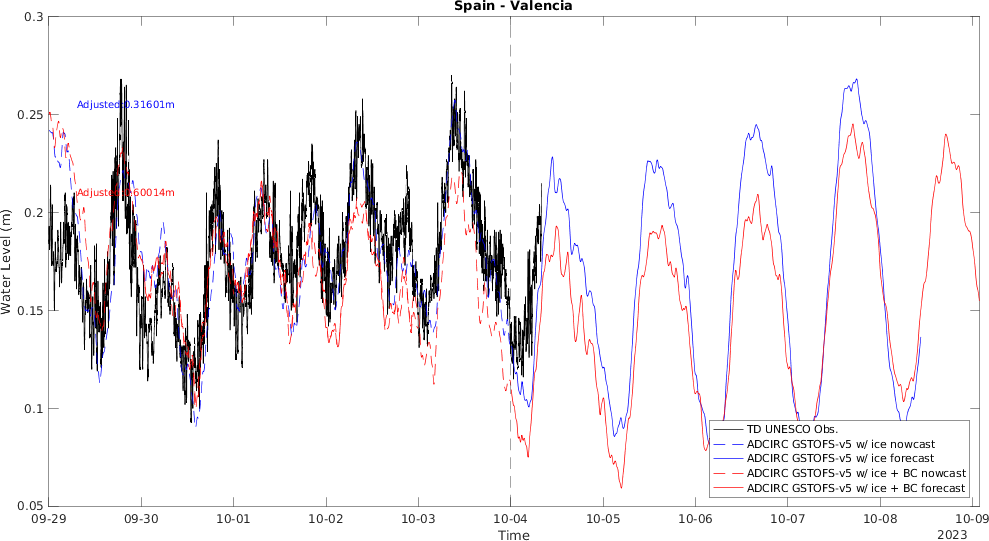 Spain - Valencia
0.3
0.25
0.2
0.15
0.1
0.05
Water Level (m)
Adjusted:0.31601m
09-29
09-30
10-01
10-02
10-03
10-04
10-05
10-06
10-07
10-08
10-09
Time
2023
TD UNESCO Obs.
ADCIRC GSTOFS-v5 w/ ice nowcast
ADCIRC GSTOFS-v5 w/ ice forecast
ADCIRC GSTOFS-v5 w/ ice + BC nowcast
ADCIRC GSTOFS-v5 w/ ice + BC forecast